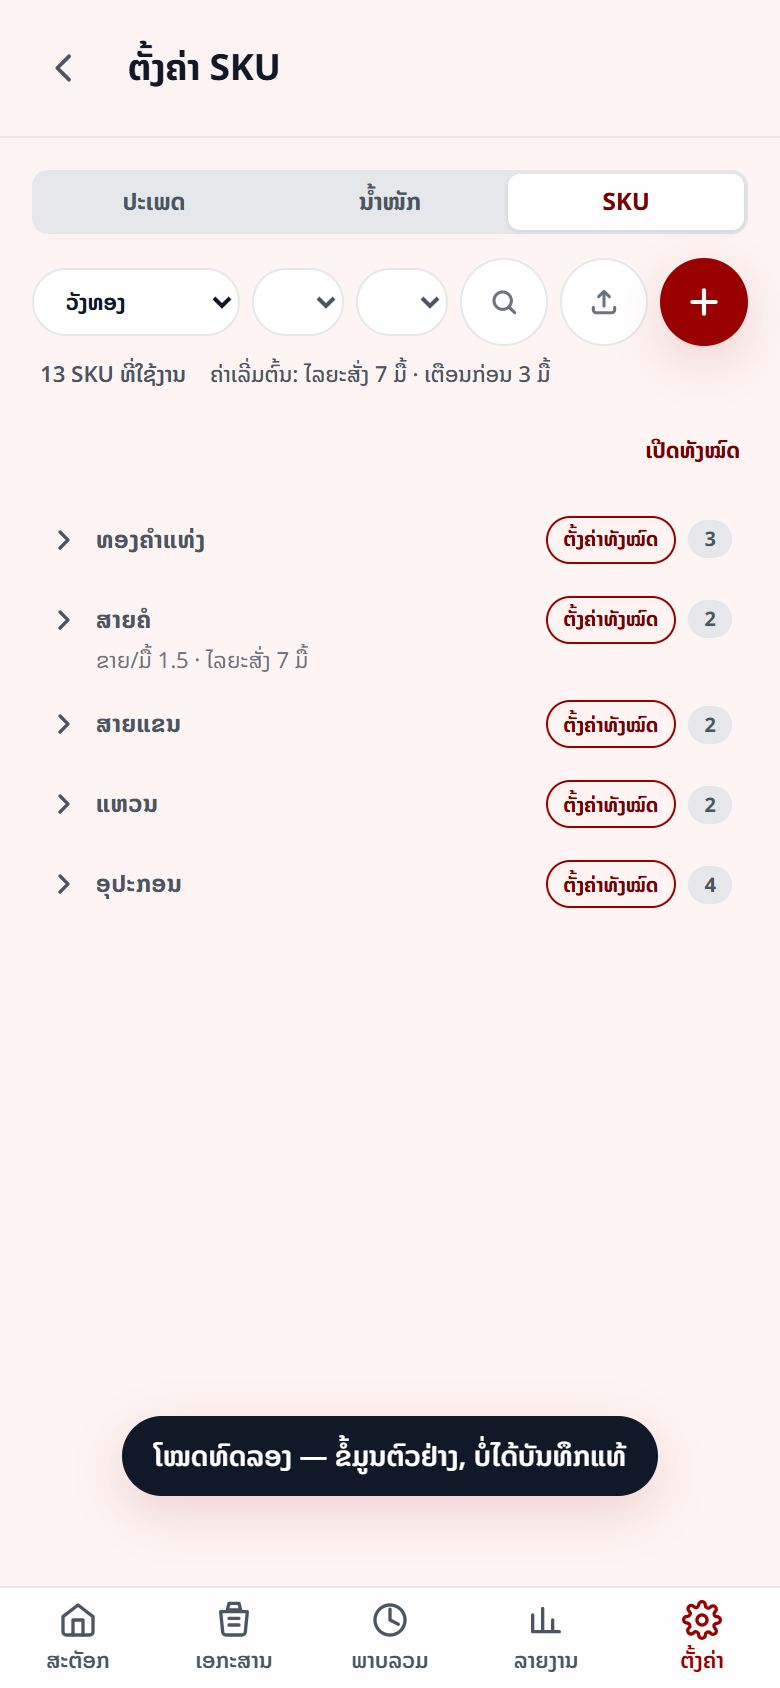 ຕັ້ງຄ່າ SKU
ປະເພດ
ນ້ຳໜັກ
SKU
ວັງທອງ
13 SKU ທີ່ໃຊ້ງານ ຄ່າເລີ່ມຕົ້ນ: ໄລຍະສັ່ງ 7 ມື້ · ເຕືອນກ່ອນ 3 ມື້
ເປີດທັງໝົດ
ທອງຄຳແທ່ງ ຕັ້ງຄ່າທັງໝົດ 3
ສາຍຄໍ ຕັ້ງຄ່າທັງໝົດ 2
ຂາຍ/ມື້ 1.5 · ໄລຍະສັ່ງ 7 ມື້
ສາຍແຂນ ຕັ້ງຄ່າທັງໝົດ 2
ແຫວນ ຕັ້ງຄ່າທັງໝົດ 2
ອຸປະກອນ ຕັ້ງຄ່າທັງໝົດ 4
ໂໝດທົດລອງ — ຂໍ້ມູນຕົວຢ່າງ, ບໍ່ໄດ້ບັນທຶກແທ້
ສະຕັອກ
ເອກະສານ
ພາບລວມ
ລາຍງານ
ຕັ້ງຄ່າ